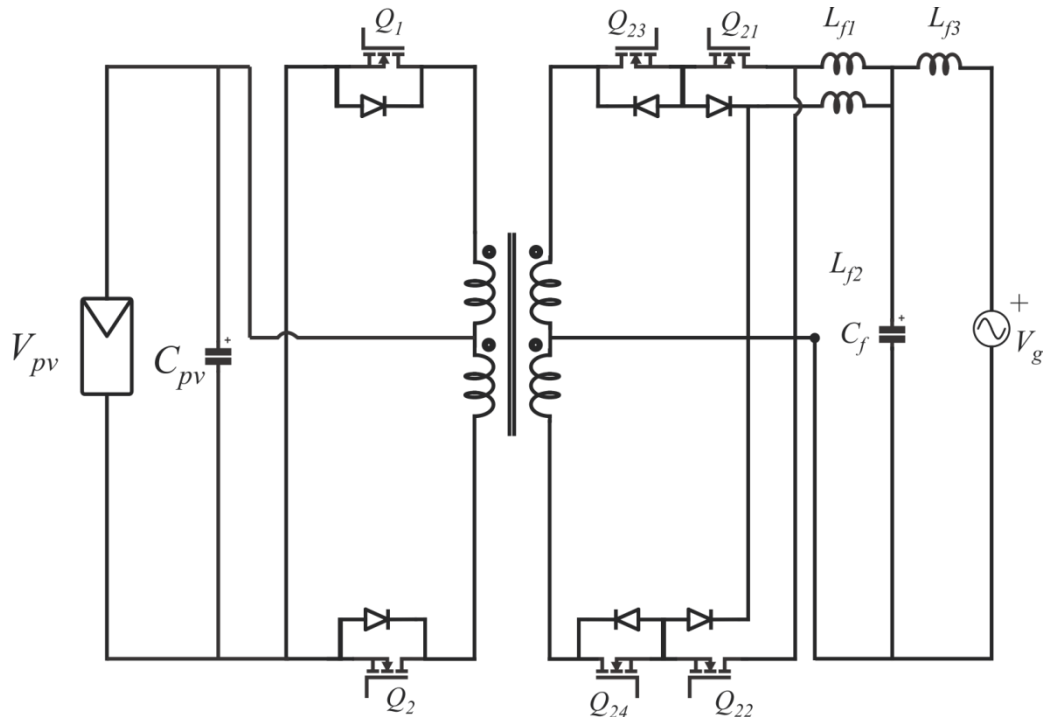 Q1
Q23
Q21
Lf1
Lf3
Lf2
Vpv
Cpv
+
Cf
+
+
Vg
Q2
Q24
Q22